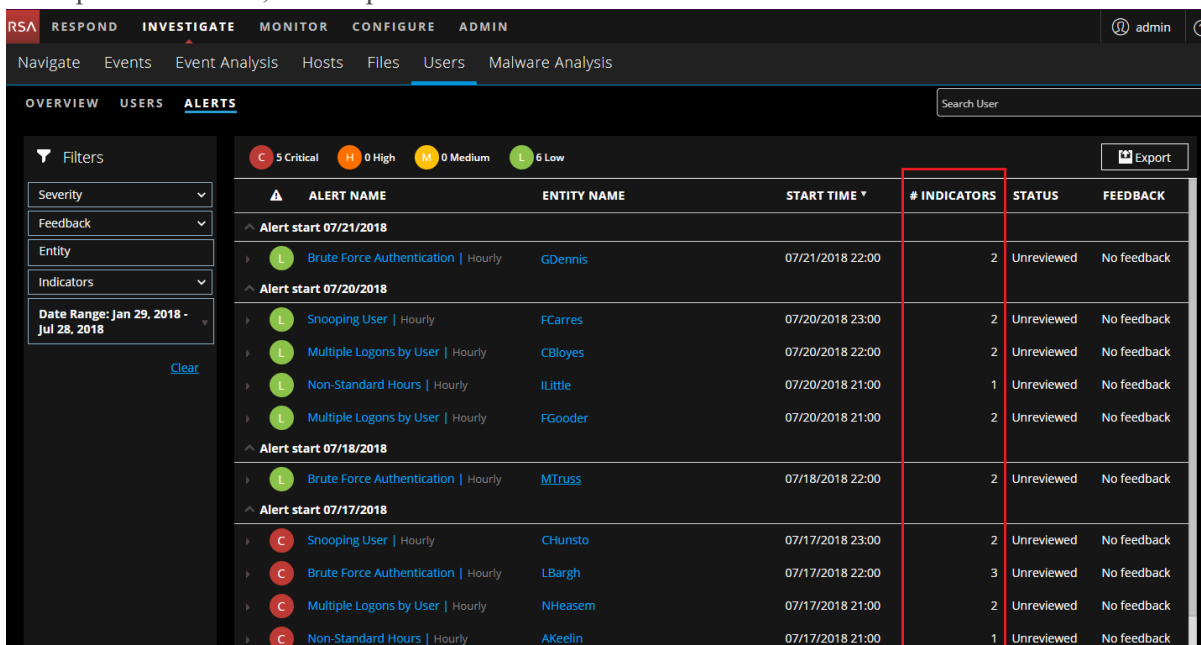 RSA RESPOND INVESTIGATE MONITOR CONFIGURE ADMIN admin
Navigate Events Event Analysis Hosts Files Users Malware Analysis
OVERVIEW USERS ALERTS Search User
Filters
Severity
Feedback
Entity
Indicators
Date Range: Jan 29, 2018 -
Jul 28, 2018
Clear
C 5 Critical H 0 High M 0 Medium L 6 Low Export
ALERT NAME ENTITY NAME START TIME # INDICATORS STATUS FEEDBACK
Alert start 07/21/2018
L Brute Force Authentication | Hourly GDennis 07/21/2018 22:00 2 Unreviewed No feedback
Alert start 07/20/2018
L Snooping User | Hourly FCarres 07/20/2018 23:00 2 Unreviewed No feedback
L Multiple Logons by User | Hourly CBloyes 07/20/2018 22:00 2 Unreviewed No feedback
L Non-Standard Hours | Hourly ILittle 07/20/2018 21:00 1 Unreviewed No feedback
L Multiple Logons by User | Hourly FGooder 07/20/2018 21:00 2 Unreviewed No feedback
Alert start 07/18/2018
L Brute Force Authentication | Hourly MTruss 07/18/2018 22:00 2 Unreviewed No feedback
Alert start 07/17/2018
C Snooping User | Hourly CHunsto 07/17/2018 23:00 2 Unreviewed No feedback
C Brute Force Authentication | Hourly LBargh 07/17/2018 22:00 3 Unreviewed No feedback
C Multiple Logons by User | Hourly NHeasem 07/17/2018 21:00 2 Unreviewed No feedback
C Non-Standard Hours | Hourly AKeelin 07/17/2018 21:00 1 Unreviewed No feedback